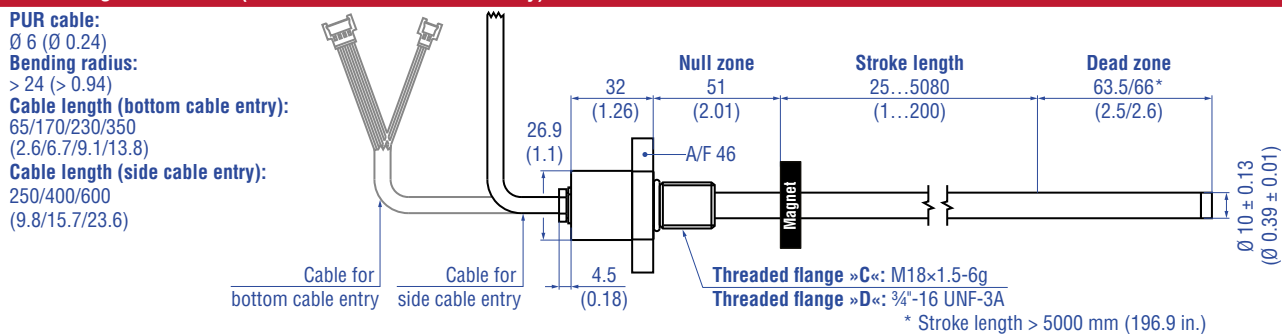 PUR cable:
Ø 6 (Ø 0.24)
Bending radius:
> 24 (> 0.94)
Cable length (bottom cable entry):
65/170/230/350
(2.6/6.7/9.1/13.8)
Cable length (side cable entry):
250/400/600
(9.8/15.7/23.6)
Null zone
Stroke length
Dead zone
32
51
25…5080
63.5/66*
(1.26)
(2.01)
(1…200)
(2.5/2.6)
26.9
(1.1)
A/F 46
Magnet
Ø 10 ± 0.13
(Ø 0.39 ± 0.01)
Cable for
bottom cable entry
Cable for
side cable entry
4.5
(0.18)
Threaded flange »C«: M18×1.5-6g
Threaded flange »D«: ¾"-16 UNF-3A
* Stroke length > 5000 mm (196.9 in.)